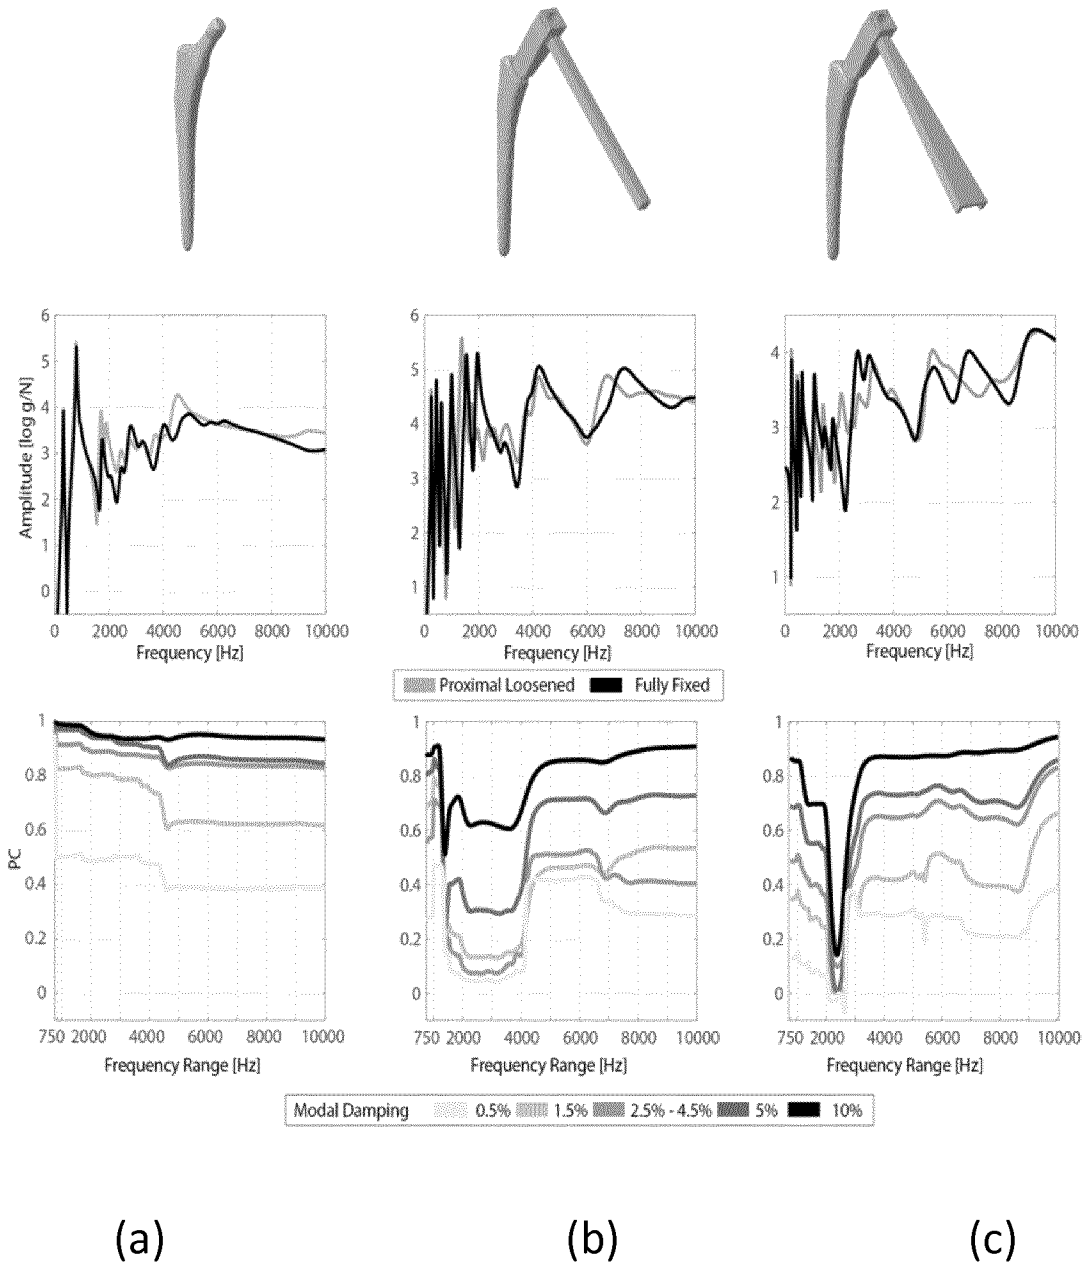 6
5
4
3
2
1
0
Amplitude [log g/N]
0 2000 4000 6000 8000 10000
Frequency [Hz]
6
5
4
3
2
1
0 2000 4000 6000 8000 10000
Frequency [Hz]
4
3
2
1
0 2000 4000 6000 8000 10000
Frequency [Hz]
Proximal Loosened Fully Fixed
1
0.8
0.6
0.4
0.2
0
PC
750 2000 4000 6000 8000 10000
Frequency Range [Hz]
1
0.8
0.6
0.4
0.2
0
750 2000 4000 6000 8000 10000
Frequency Range [Hz]
1
0.8
0.6
0.4
0.2
0
750 2000 4000 6000 8000 10000
Frequency Range [Hz]
Modal Damping 0.5% 1.5% 2.5% - 4.5% 5% 10%
(a) (b) (c)